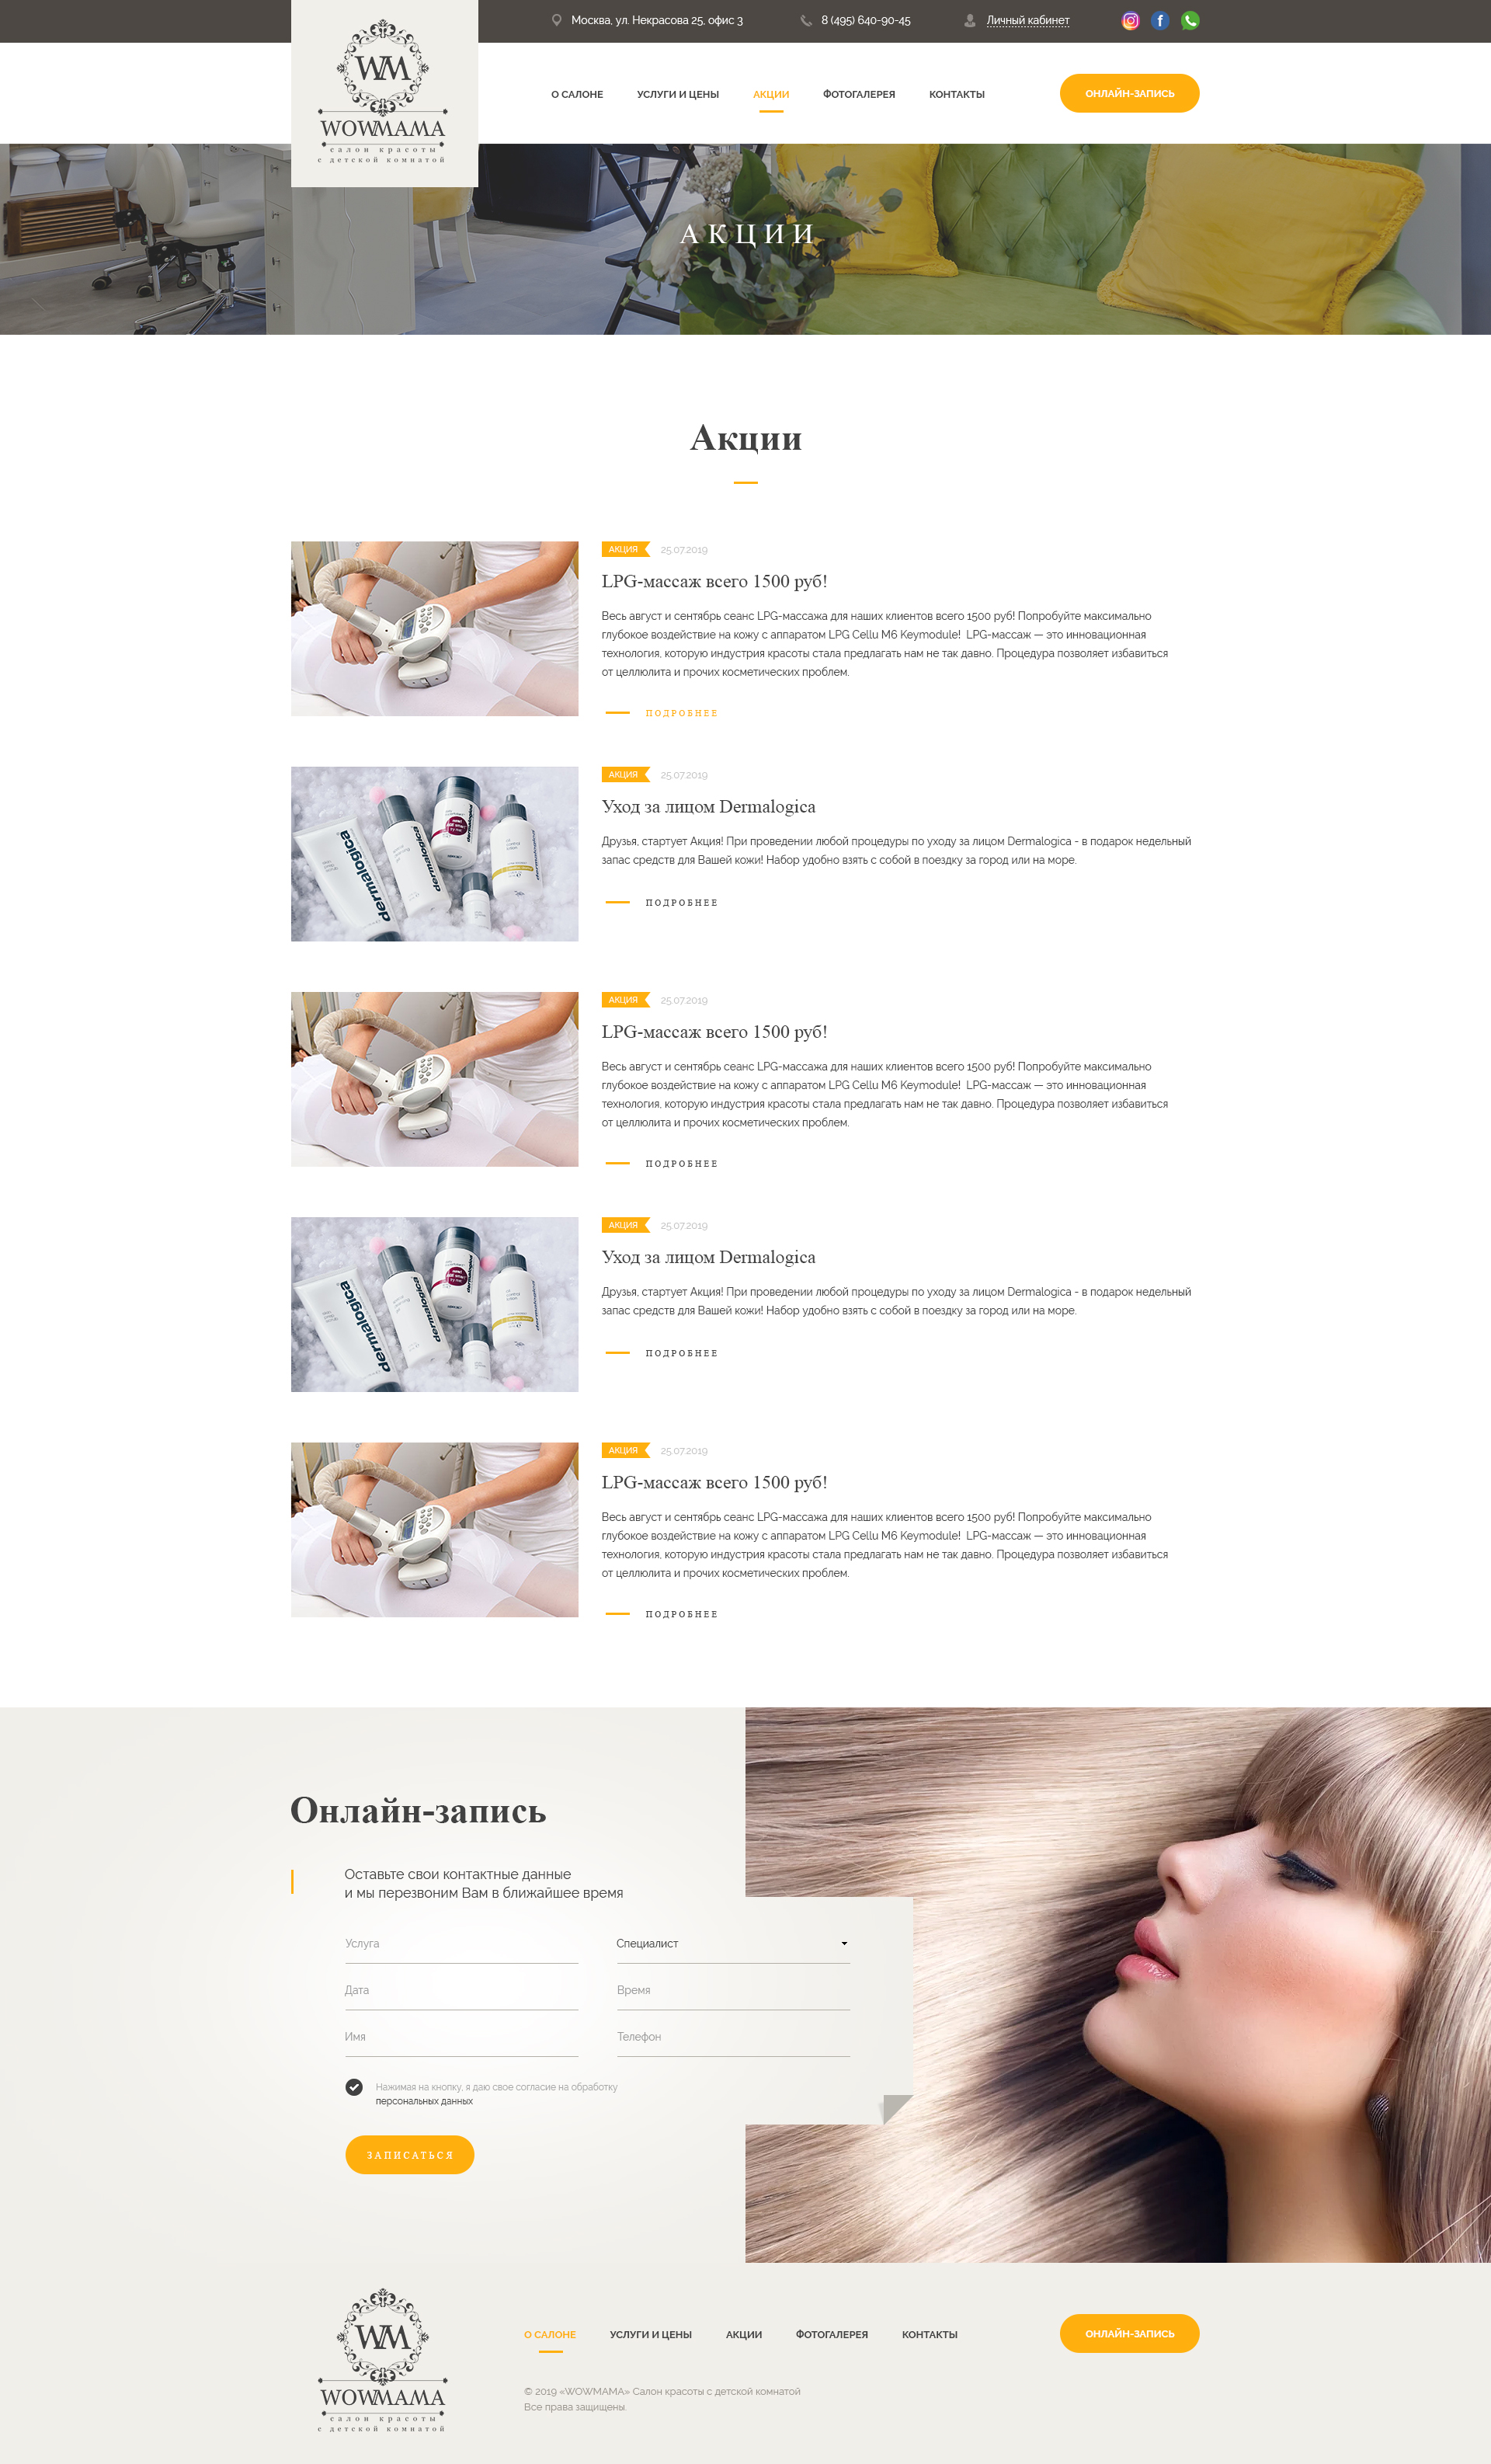 Москва, ул. Некрасова 25, офис 3
8 (495) 640-90-45
Личный кабинет
WM
WOWMAMA
салон красоты
с детской комнатой
О САЛОНЕ
УСЛУГИ И ЦЕНЫ
АКЦИИ
ФОТОГАЛЕРЕЯ
КОНТАКТЫ
ОНЛАЙН-ЗАПИСЬ
АКЦИИ
Акции
АКЦИЯ 25.07.2019
LPG-массаж всего 1500 руб!
Весь август и сентябрь сеанс LPG-массажа для наших клиентов всего 1500 руб! Попробуйте максимально
глубокое воздействие на кожу с аппаратом LPG Cellu M6 Keymodule! LPG-массаж — это инновационная
технология, которую индустрия красоты стала предлагать нам не так давно. Процедура позволяет избавиться
от целлюлита и прочих косметических проблем.
ПОДРОБНЕЕ
dermalogica
dermalogica
dermalogica
dermalogica
АКЦИЯ 25.07.2019
Уход за лицом Dermalogica
Друзья, стартует Акция! При проведении любой процедуры по уходу за лицом Dermalogica - в подарок недельный
запас средств для Вашей кожи! Набор удобно взять с собой в поездку за город или на море.
ПОДРОБНЕЕ
АКЦИЯ 25.07.2019
LPG-массаж всего 1500 руб!
Весь август и сентябрь сеанс LPG-массажа для наших клиентов всего 1500 руб! Попробуйте максимально
глубокое воздействие на кожу с аппаратом LPG Cellu M6 Keymodule! LPG-массаж — это инновационная
технология, которую индустрия красоты стала предлагать нам не так давно. Процедура позволяет избавиться
от целлюлита и прочих косметических проблем.
ПОДРОБНЕЕ
dermalogica
dermalogica
dermalogica
dermalogica
АКЦИЯ 25.07.2019
Уход за лицом Dermalogica
Друзья, стартует Акция! При проведении любой процедуры по уходу за лицом Dermalogica - в подарок недельный
запас средств для Вашей кожи! Набор удобно взять с собой в поездку за город или на море.
ПОДРОБНЕЕ
АКЦИЯ 25.07.2019
LPG-массаж всего 1500 руб!
Весь август и сентябрь сеанс LPG-массажа для наших клиентов всего 1500 руб! Попробуйте максимально
глубокое воздействие на кожу с аппаратом LPG Cellu M6 Keymodule! LPG-массаж — это инновационная
технология, которую индустрия красоты стала предлагать нам не так давно. Процедура позволяет избавиться
от целлюлита и прочих косметических проблем.
ПОДРОБНЕЕ
Онлайн-запись
Оставьте свои контактные данные
и мы перезвоним Вам в ближайшее время
Услуга
Специалист
Дата
Время
Имя
Телефон
Нажимая на кнопку, я даю свое согласие на обработку
персональных данных
ЗАПИСАТЬСЯ
WM
WOWMAMA
салон красоты
с детской комнатой
О САЛОНЕ
УСЛУГИ И ЦЕНЫ
АКЦИИ
ФОТОГАЛЕРЕЯ
КОНТАКТЫ
ОНЛАЙН-ЗАПИСЬ
© 2019 «WOWMAMA» Салон красоты с детской комнатой
Все права защищены.